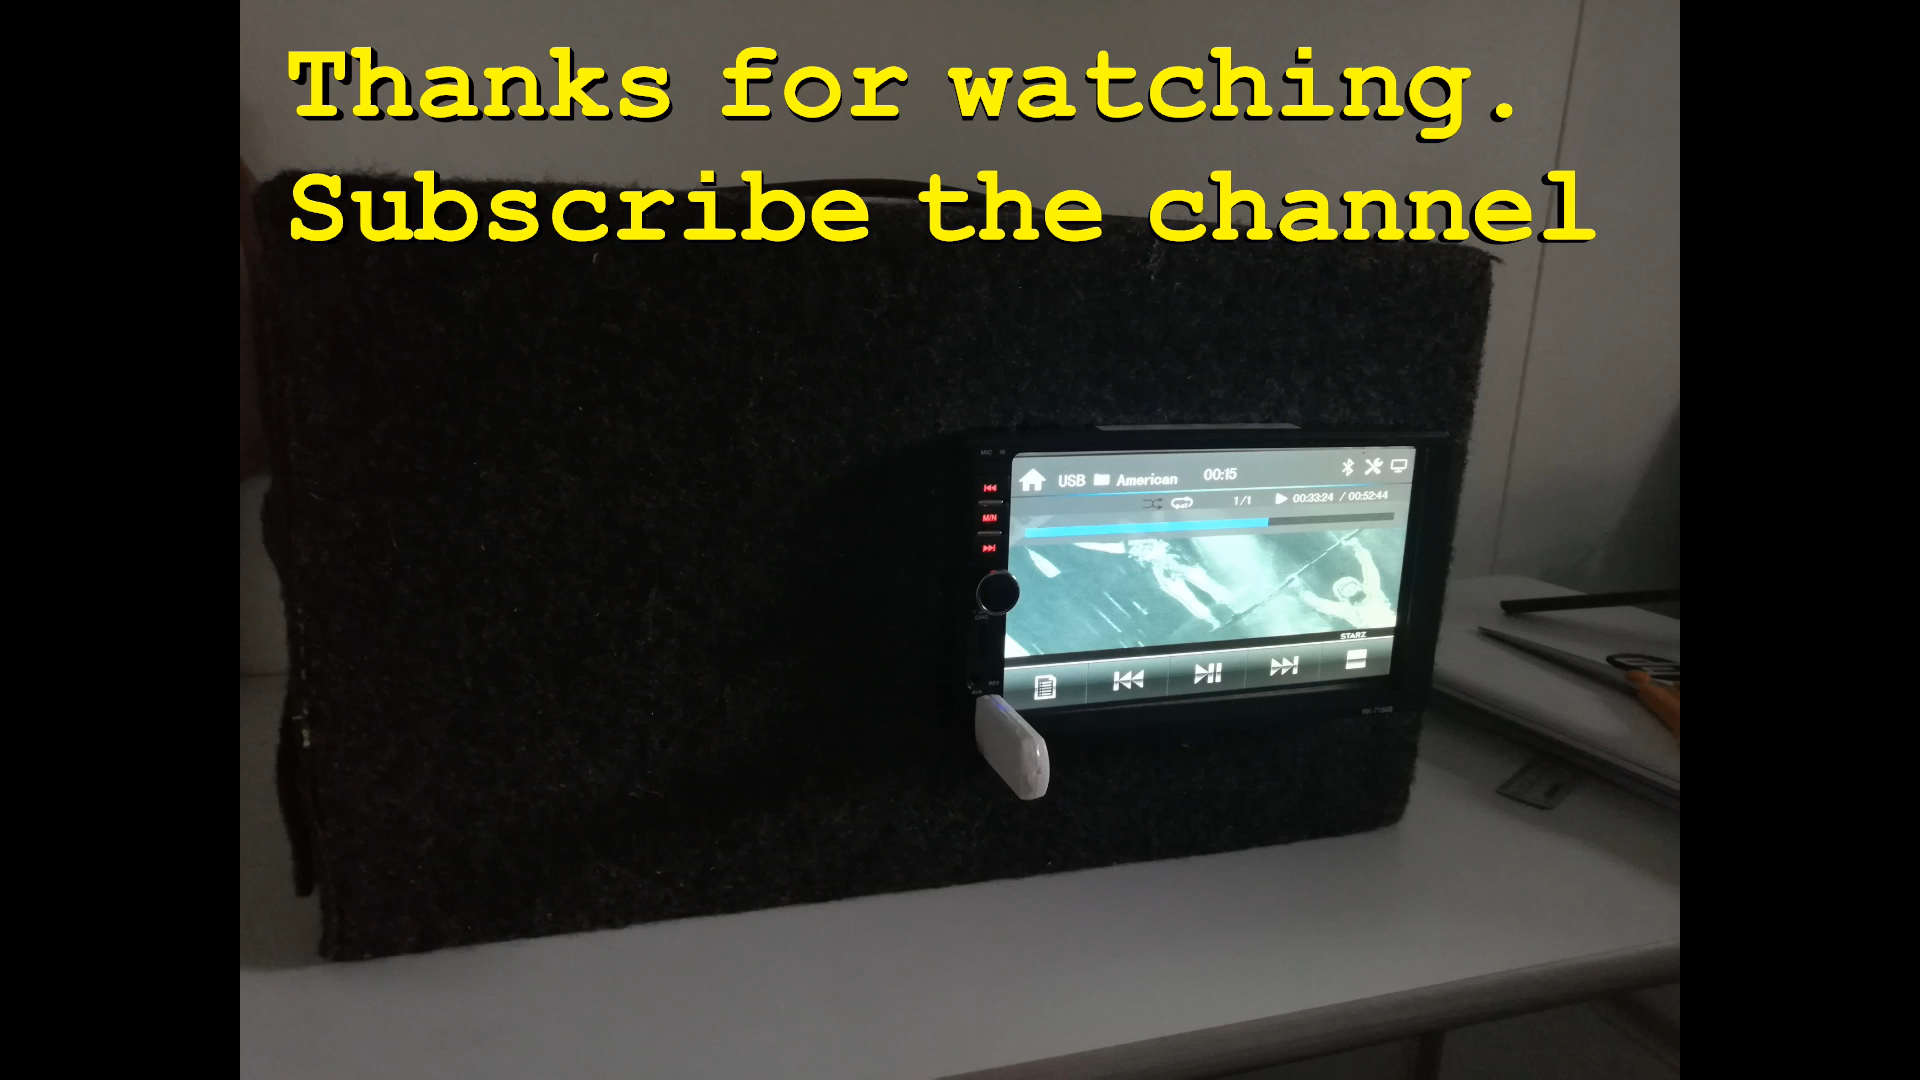 Thanks for watching.
Subscribe the channel
MIC
USB American 00:15
1/1 00:33:24 / 00:52:44
M/N
STARZ